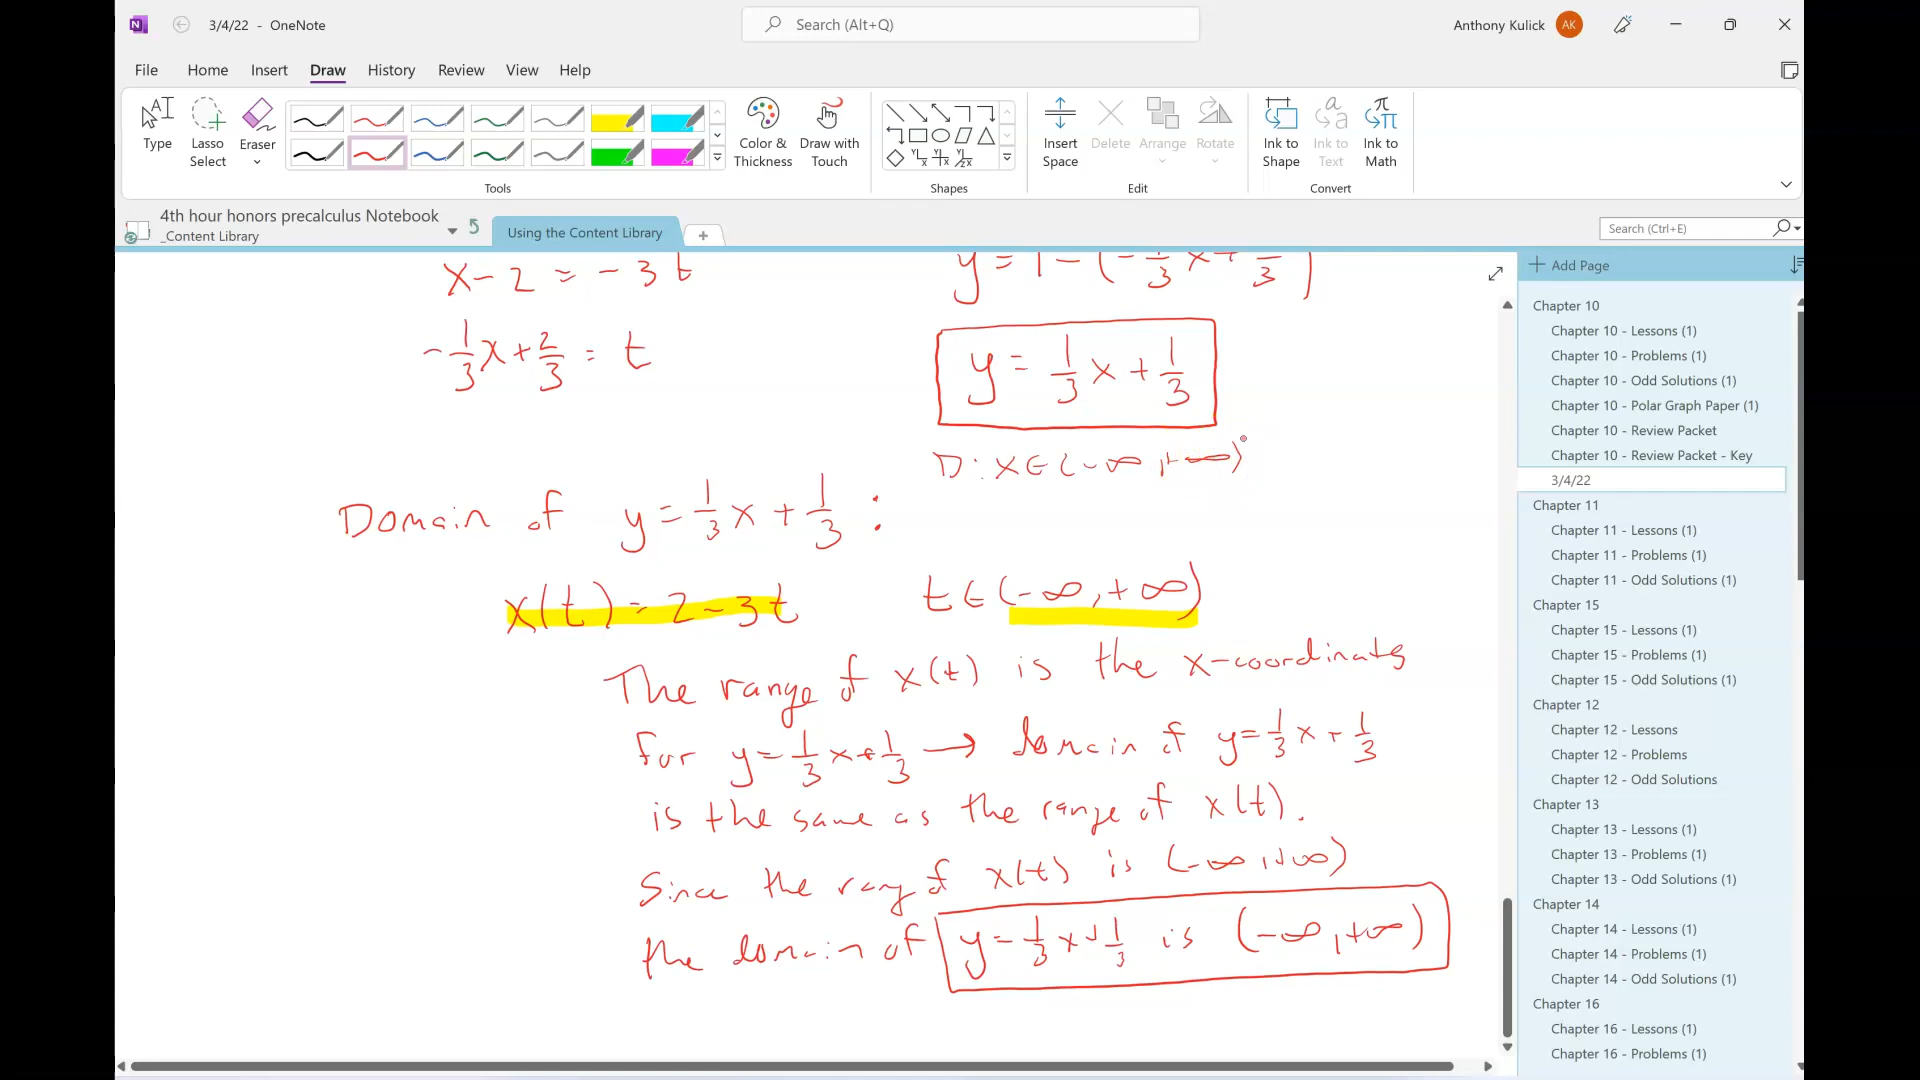 3/4/22 - OneNote
Search (Alt+Q)
Anthony Kulick AK
File Home Insert Draw History Review View Help
Type
Lasso Select
Eraser
Color & Thickness
Draw with Touch
Insert Space
Delete
Arrange
Rotate
Ink to Shape
Ink to Text
Ink to Math
Tools
Shapes
Edit
Convert
4th hour honors precalculus Notebook
_Content Library
Using the Content Library
Search (Ctrl+E)
x - 2 = - 3 t
-1/3 x + 2/3 = t
y = 1/3 x + 1/3
D: x ∈ (-∞, +∞)
Domain of y = 1/3 x + 1/3 :
x(t) = 2 - 3t t ∈ (-∞, +∞)
The range of x(t) is the x-coordinates
for y = 1/3 x + 1/3 → domain of y = 1/3 x + 1/3
is the same as the range of x(t).
Since the rang of x(t) is (-∞, +∞)
the domain of y = 1/3 x + 1/3 is (-∞, +∞)
Add Page
Chapter 10
Chapter 10 - Lessons (1)
Chapter 10 - Problems (1)
Chapter 10 - Odd Solutions (1)
Chapter 10 - Polar Graph Paper (1)
Chapter 10 - Review Packet
Chapter 10 - Review Packet - Key
3/4/22
Chapter 11
Chapter 11 - Lessons (1)
Chapter 11 - Problems (1)
Chapter 11 - Odd Solutions (1)
Chapter 15
Chapter 15 - Lessons (1)
Chapter 15 - Problems (1)
Chapter 15 - Odd Solutions (1)
Chapter 12
Chapter 12 - Lessons
Chapter 12 - Problems
Chapter 12 - Odd Solutions
Chapter 13
Chapter 13 - Lessons (1)
Chapter 13 - Problems (1)
Chapter 13 - Odd Solutions (1)
Chapter 14
Chapter 14 - Lessons (1)
Chapter 14 - Problems (1)
Chapter 14 - Odd Solutions (1)
Chapter 16
Chapter 16 - Lessons (1)
Chapter 16 - Problems (1)